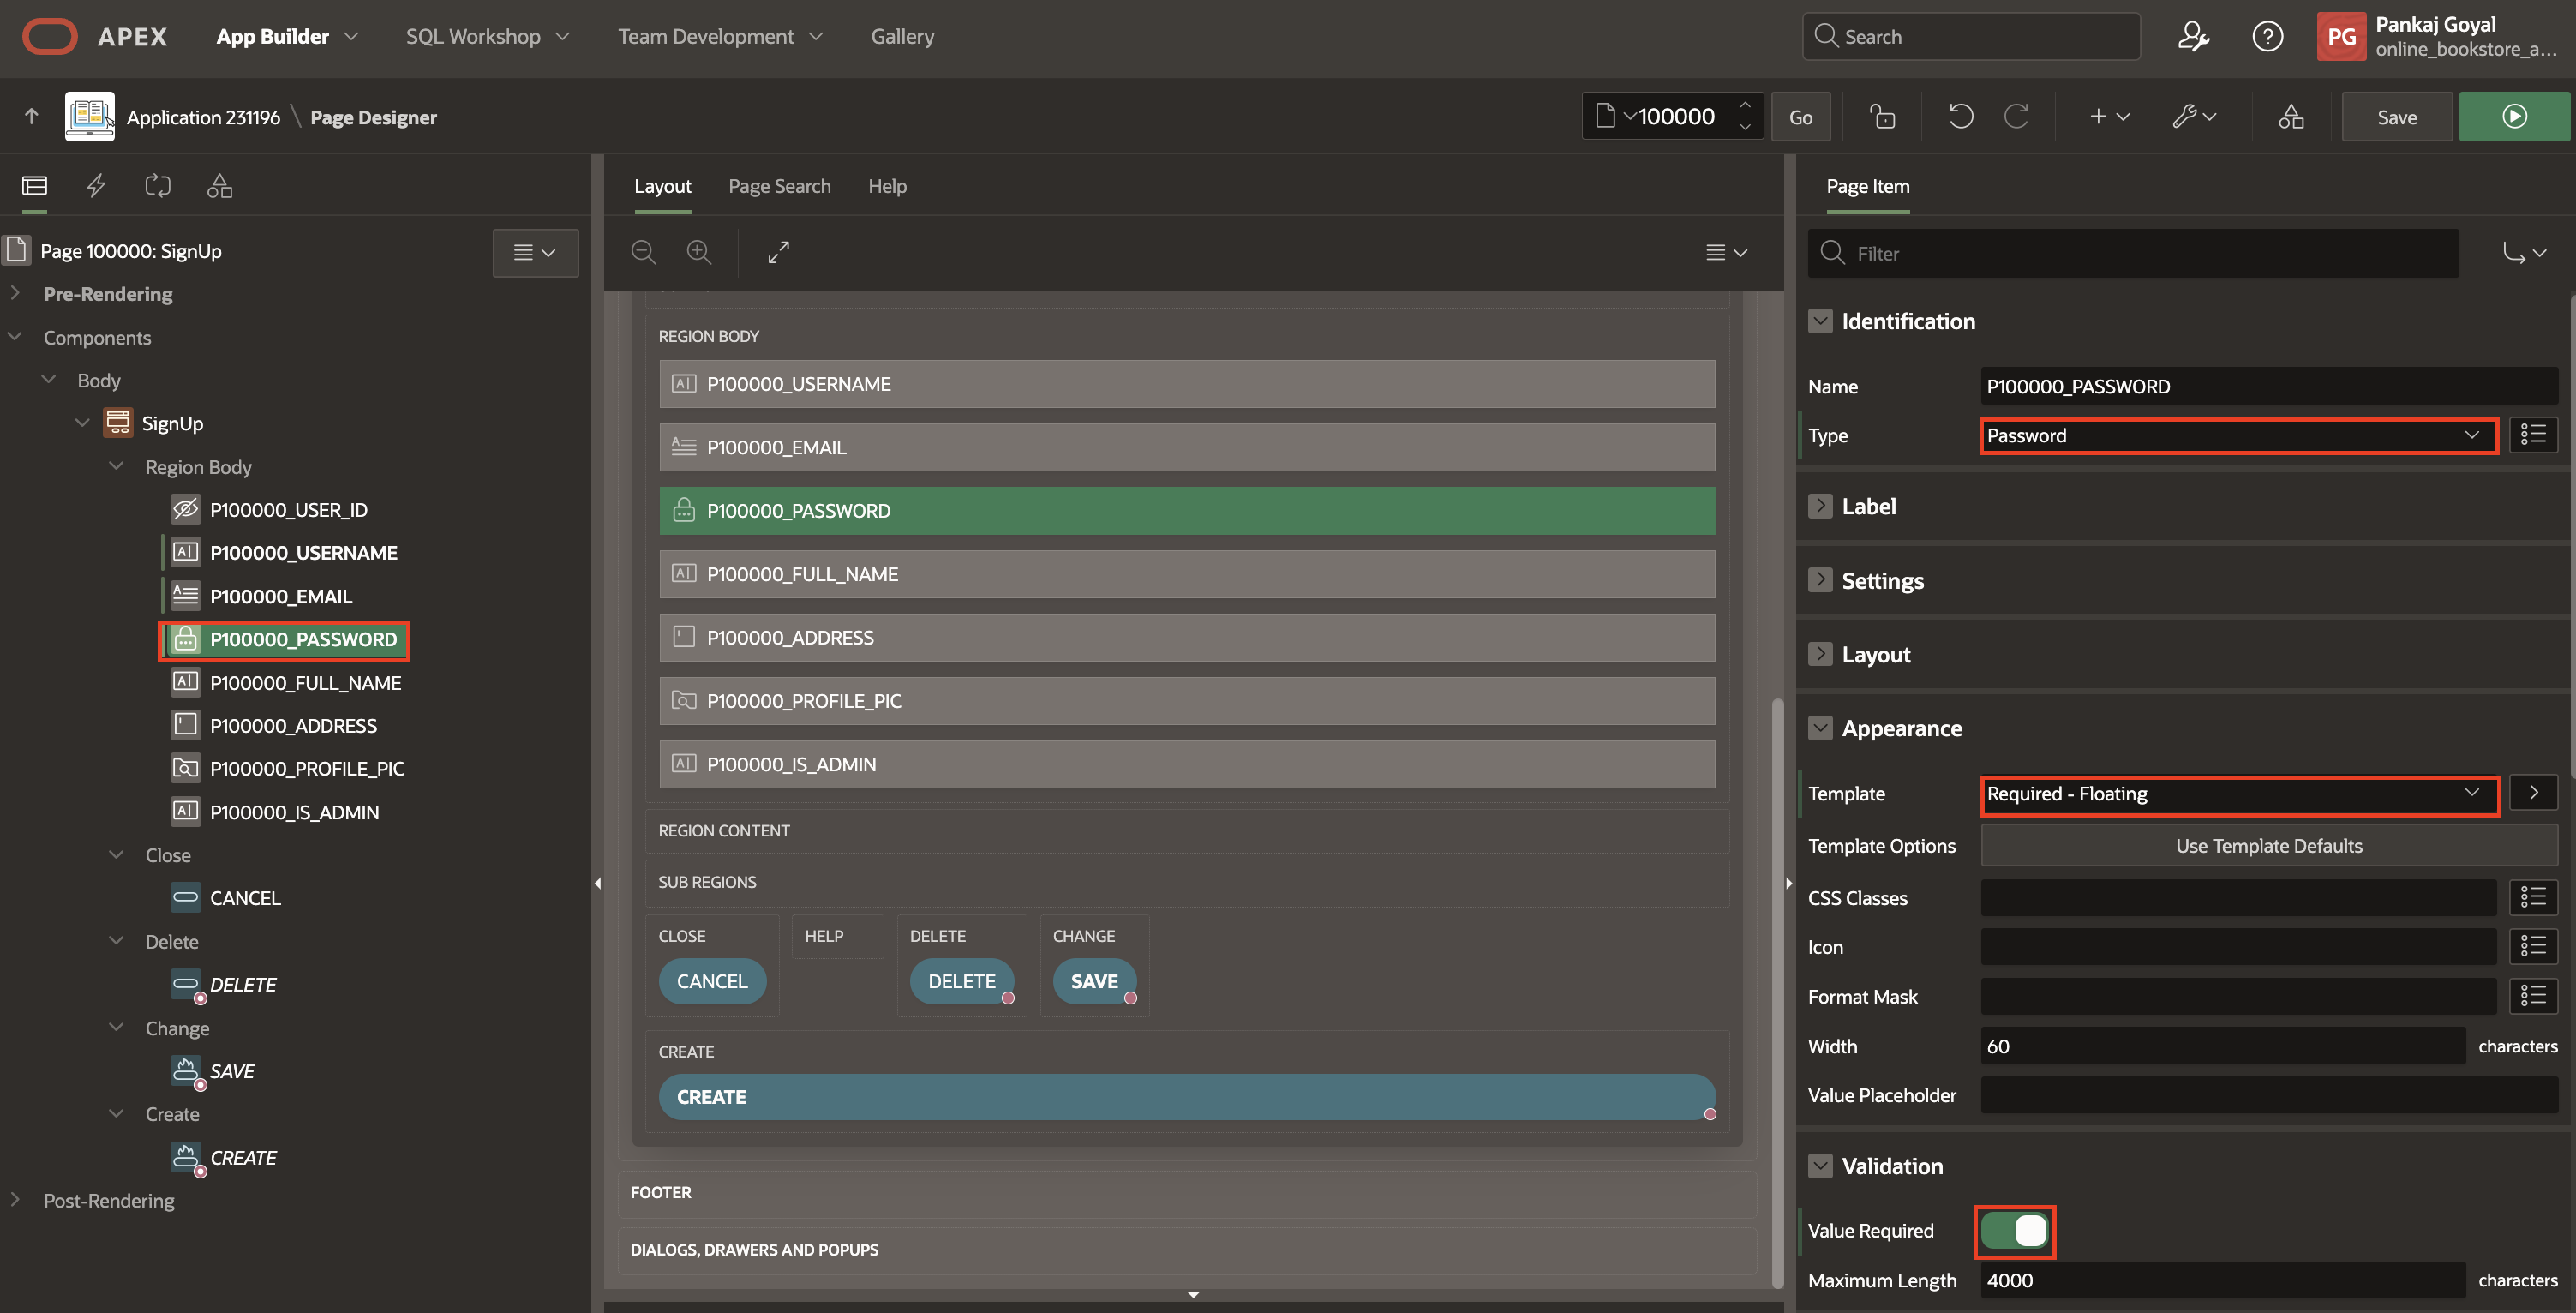 APEX
App Builder
SQL Workshop
Team Development
Gallery
Search
PG
Pankaj Goyal
online_bookstore_a...
Application 231196 \ Page Designer
100000
Go
Save
Page 100000: SignUp
Pre-Rendering
Components
Body
SignUp
Region Body
P100000_USER_ID
P100000_USERNAME
P100000_EMAIL
P100000_PASSWORD
P100000_FULL_NAME
P100000_ADDRESS
P100000_PROFILE_PIC
P100000_IS_ADMIN
Close
CANCEL
Delete
DELETE
Change
SAVE
Create
CREATE
Post-Rendering
Layout
Page Search
Help
REGION BODY
P100000_USERNAME
P100000_EMAIL
P100000_PASSWORD
P100000_FULL_NAME
P100000_ADDRESS
P100000_PROFILE_PIC
P100000_IS_ADMIN
REGION CONTENT
SUB REGIONS
CLOSE
HELP
DELETE
CHANGE
CANCEL
DELETE
SAVE
CREATE
CREATE
FOOTER
DIALOGS, DRAWERS AND POPUPS
Page Item
Filter
Identification
Name
P100000_PASSWORD
Type
Password
Label
Settings
Layout
Appearance
Template
Required - Floating
Template Options
Use Template Defaults
CSS Classes
Icon
Format Mask
Width
60
characters
Value Placeholder
Validation
Value Required
Maximum Length
4000
characters